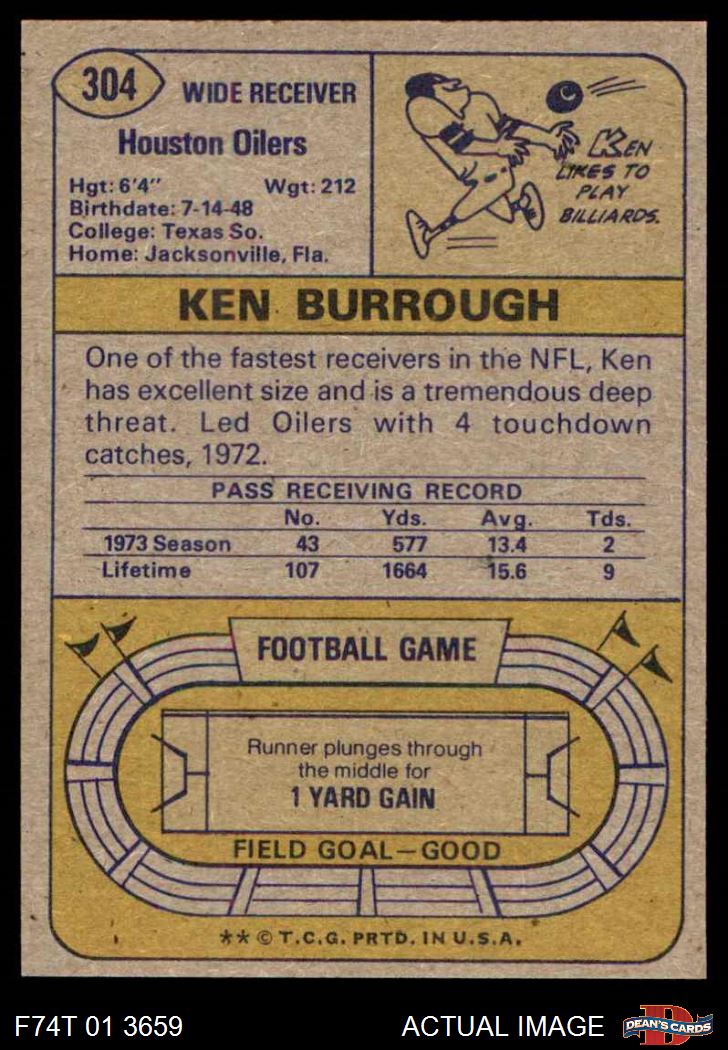 304
WIDE RECEIVER
Houston Oilers
Hgt: 6'4" Wgt: 212
Birthdate: 7-14-48
College: Texas So.
Home: Jacksonville, Fla.
KEN
LIKES TO
PLAY
BILLIARDS.
KEN BURROUGH
One of the fastest receivers in the NFL, Ken
has excellent size and is a tremendous deep
threat. Led Oilers with 4 touchdown
catches, 1972.
PASS RECEIVING RECORD
No. Yds. Avg. Tds.
1973 Season 43 577 13.4 2
Lifetime 107 1664 15.6 9
FOOTBALL GAME
Runner plunges through
the middle for
1 YARD GAIN
FIELD GOAL—GOOD
** © T.C.G. PRTD. IN U.S.A.
F74T 01 3659 ACTUAL IMAGE
D
DEAN'S CARDS